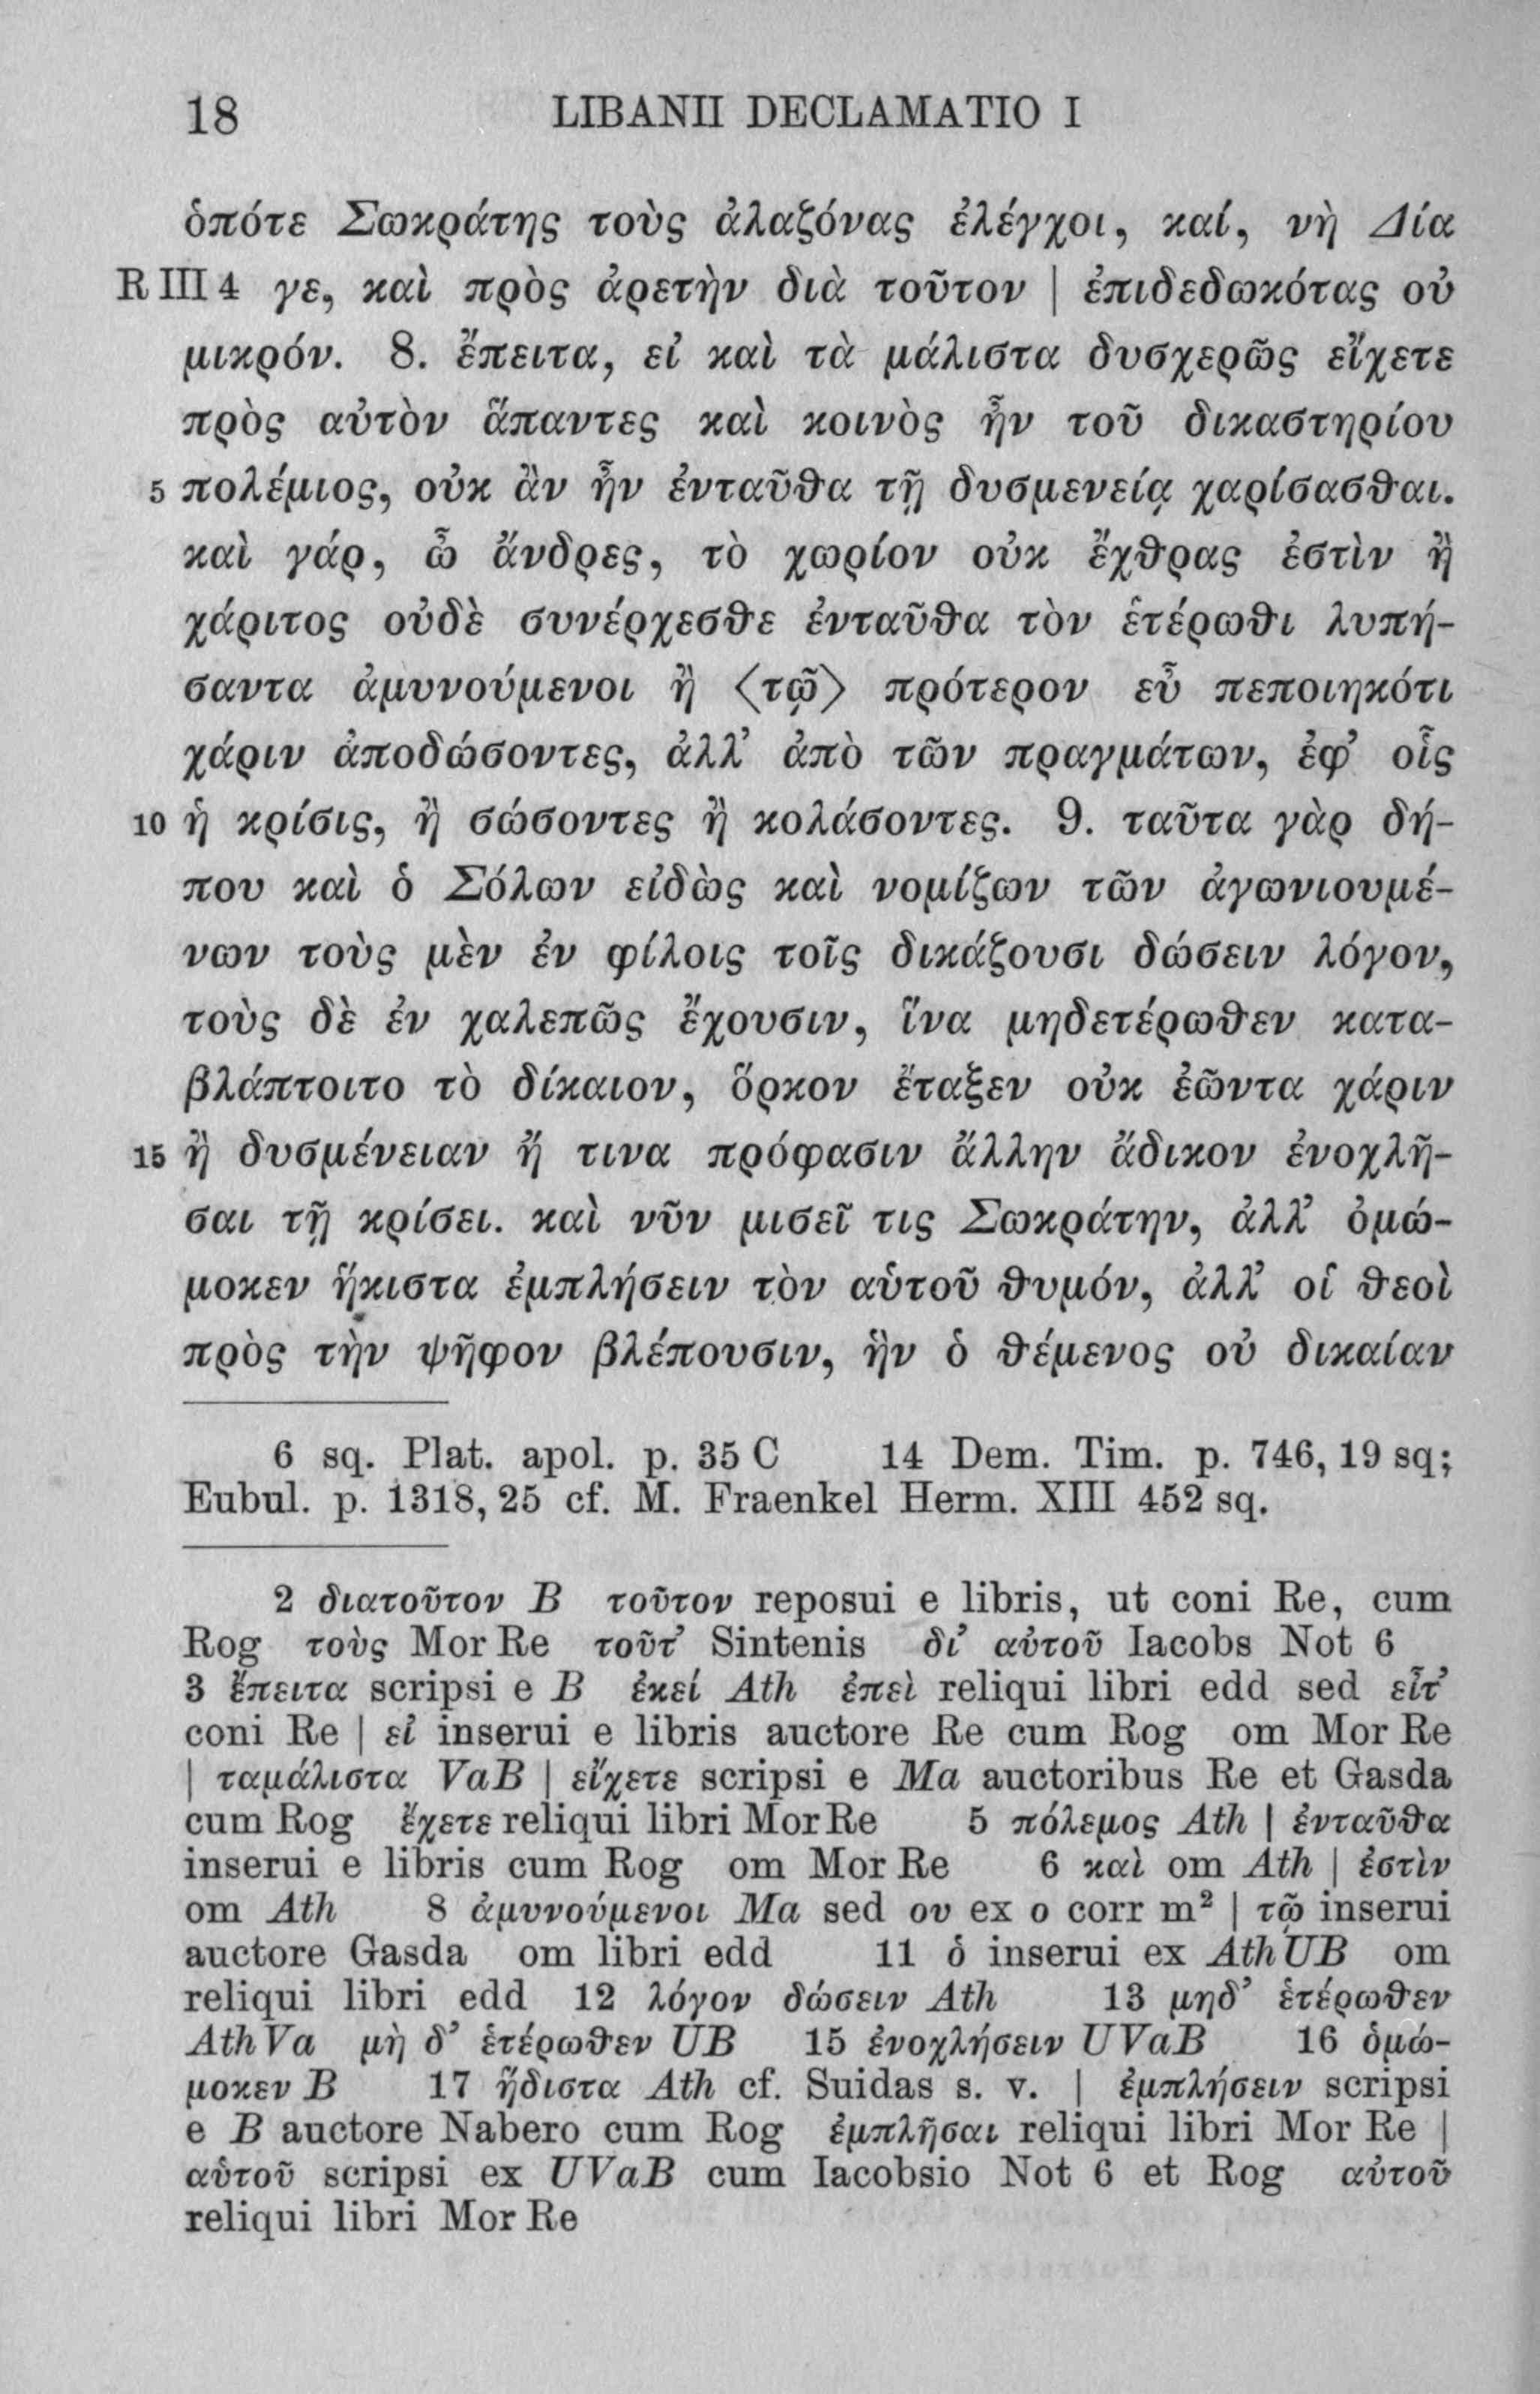 18 LIBANII DECLAMATIO I
ὁπότε Σωκράτης τοὺς ἀλαζόνας ἐλέγχοι, καί, νὴ Δία
R III 4 γε, καὶ πρὸς ἀρετὴν διὰ τοῦτον | ἐπιδεδωκότας οὐ
μικρόν. 8. ἔπειτα, εἰ καὶ τὰ μάλιστα δυσχερῶς εἴχετε
πρὸς αὐτὸν ἅπαντες καὶ κοινὸς ἦν τοῦ δικαστηρίου
5 πολέμιος, οὐκ ἂν ἦν ἐνταῦθα τῇ δυσμενείᾳ χαρίσασθαι.
καὶ γάρ, ὦ ἄνδρες, τὸ χωρίον οὐκ ἔχθρας ἐστὶν ἢ
χάριτος οὐδὲ συνέρχεσθε ἐνταῦθα τὸν ἑτέρωθι λυπή-
σαντα ἀμυνούμενοι ἢ ⟨τῷ⟩ πρότερον εὖ πεποιηκότι
χάριν ἀποδώσοντες, ἀλλ’ ἀπὸ τῶν πραγμάτων, ἐφ’ οἷς
10 ἡ κρίσις, ἢ σώσοντες ἢ κολάσοντες. 9. ταῦτα γὰρ δή-
που καὶ ὁ Σόλων εἰδὼς καὶ νομίζων τῶν ἀγωνιουμέ-
νων τοὺς μὲν ἐν φίλοις τοῖς δικάζουσι δώσειν λόγον,
τοὺς δὲ ἐν χαλεπῶς ἔχουσιν, ἵνα μηδετέρωθεν κατα-
βλάπτοιτο τὸ δίκαιον, ὅρκον ἔταξεν οὐκ ἐῶντα χάριν
15 ἢ δυσμένειαν ἤ τινα πρόφασιν ἄλλην ἄδικον ἐνοχλῆ-
σαι τῇ κρίσει. καὶ νῦν μισεῖ τις Σωκράτην, ἀλλ’ ὀμώ-
μοκεν ἥκιστα ἐμπλήσειν τὸν αὑτοῦ θυμόν, ἀλλ’ οἱ θεοὶ
πρὸς τὴν ψῆφον βλέπουσιν, ἣν ὁ θέμενος οὐ δικαίαν
6 sq. Plat. apol. p. 35 C 14 Dem. Tim. p. 746, 19 sq;
Eubul. p. 1318, 25 cf. M. Fraenkel Herm. XIII 452 sq.
2 διατοῦτον B τοῦτον reposui e libris, ut coni Re, cum
Rog τοὺς Mor Re τοῦτ’ Sintenis δι’ αὐτοῦ Iacobs Not 6
3 ἔπειτα scripsi e B ἐκεί Ath ἐπεὶ reliqui libri edd sed εἶτ’
coni Re | εἰ inserui e libris auctore Re cum Rog om Mor Re
| ταμάλιστα VaB | εἴχετε scripsi e Ma auctoribus Re et Gasda
cum Rog ἔχετε reliqui libri Mor Re 5 πόλεμος Ath | ἐνταῦθα
inserui e libris cum Rog om Mor Re 6 καὶ om Ath | ἐστὶν
om Ath 8 ἀμυνούμενοι Ma sed ου ex ο corr m² | τῷ inserui
auctore Gasda om libri edd 11 ὁ inserui ex AthUB om
reliqui libri edd 12 λόγον δώσειν Ath 13 μηδ’ ἑτέρωθεν
AthVa μὴ δ’ ἑτέρωθεν UB 15 ἐνοχλήσειν UVaB 16 ὁμώ-
μοκεν B 17 ἥδιστα Ath cf. Suidas s. v. | ἐμπλήσειν scripsi
e B auctore Nabero cum Rog ἐμπλῆσαι reliqui libri Mor Re |
αὑτοῦ scripsi ex UVaB cum Iacobsio Not 6 et Rog αὐτοῦ
reliqui libri Mor Re